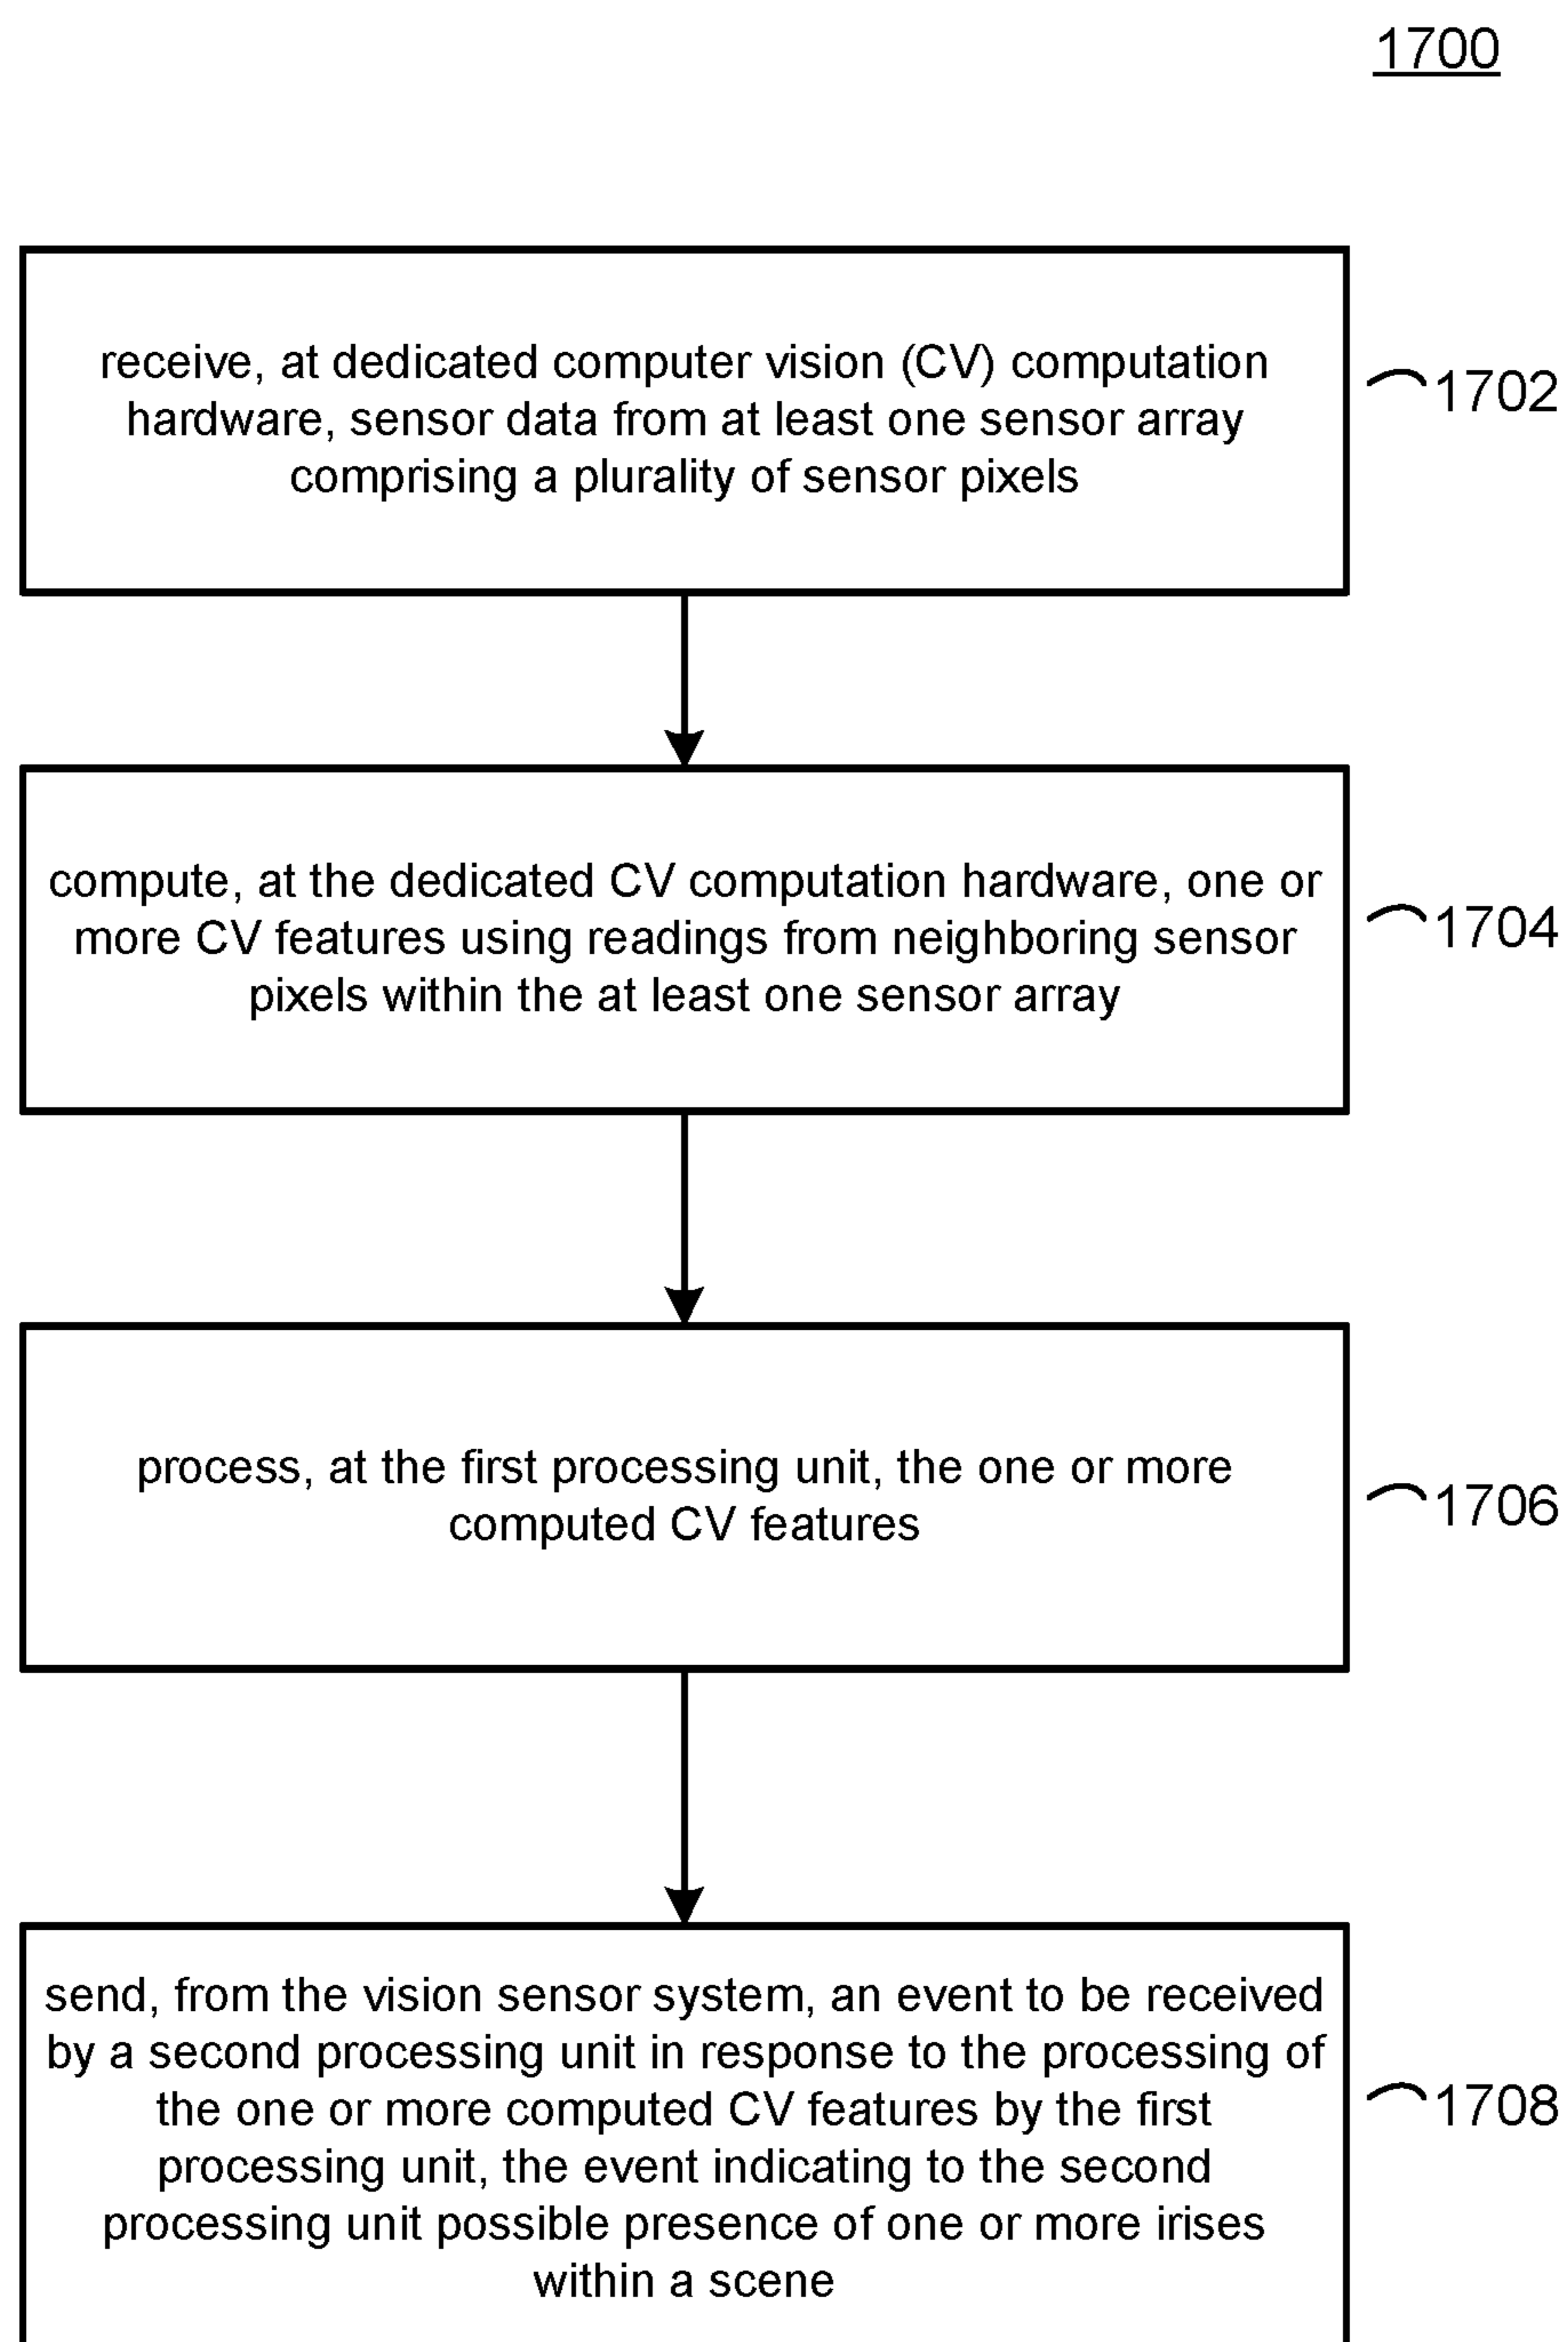 1700
receive, at dedicated computer vision (CV) computation
hardware, sensor data from at least one sensor array
comprising a plurality of sensor pixels
1702
compute, at the dedicated CV computation hardware, one or
more CV features using readings from neighboring sensor
pixels within the at least one sensor array
1704
process, at the first processing unit, the one or more
computed CV features
1706
send, from the vision sensor system, an event to be received
by a second processing unit in response to the processing of
the one or more computed CV features by the first
processing unit, the event indicating to the second
processing unit possible presence of one or more irises
within a scene
1708